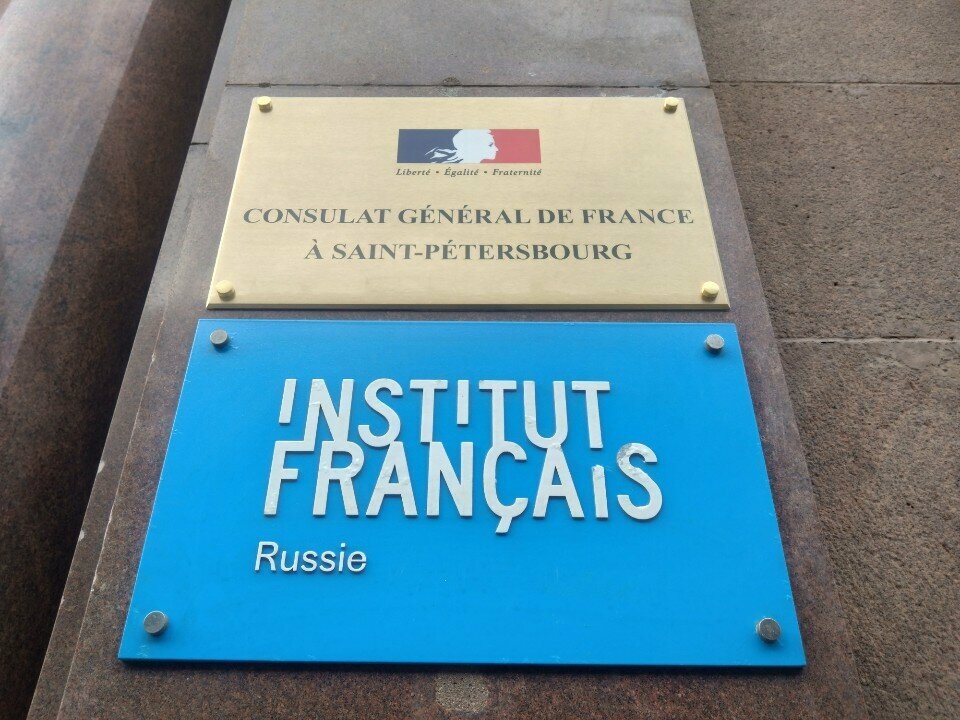 Liberté • Égalité • Fraternité
CONSULAT GÉNÉRAL DE FRANCE
À SAINT-PÉTERSBOURG
INSTITUT
FRANÇAIS
Russie